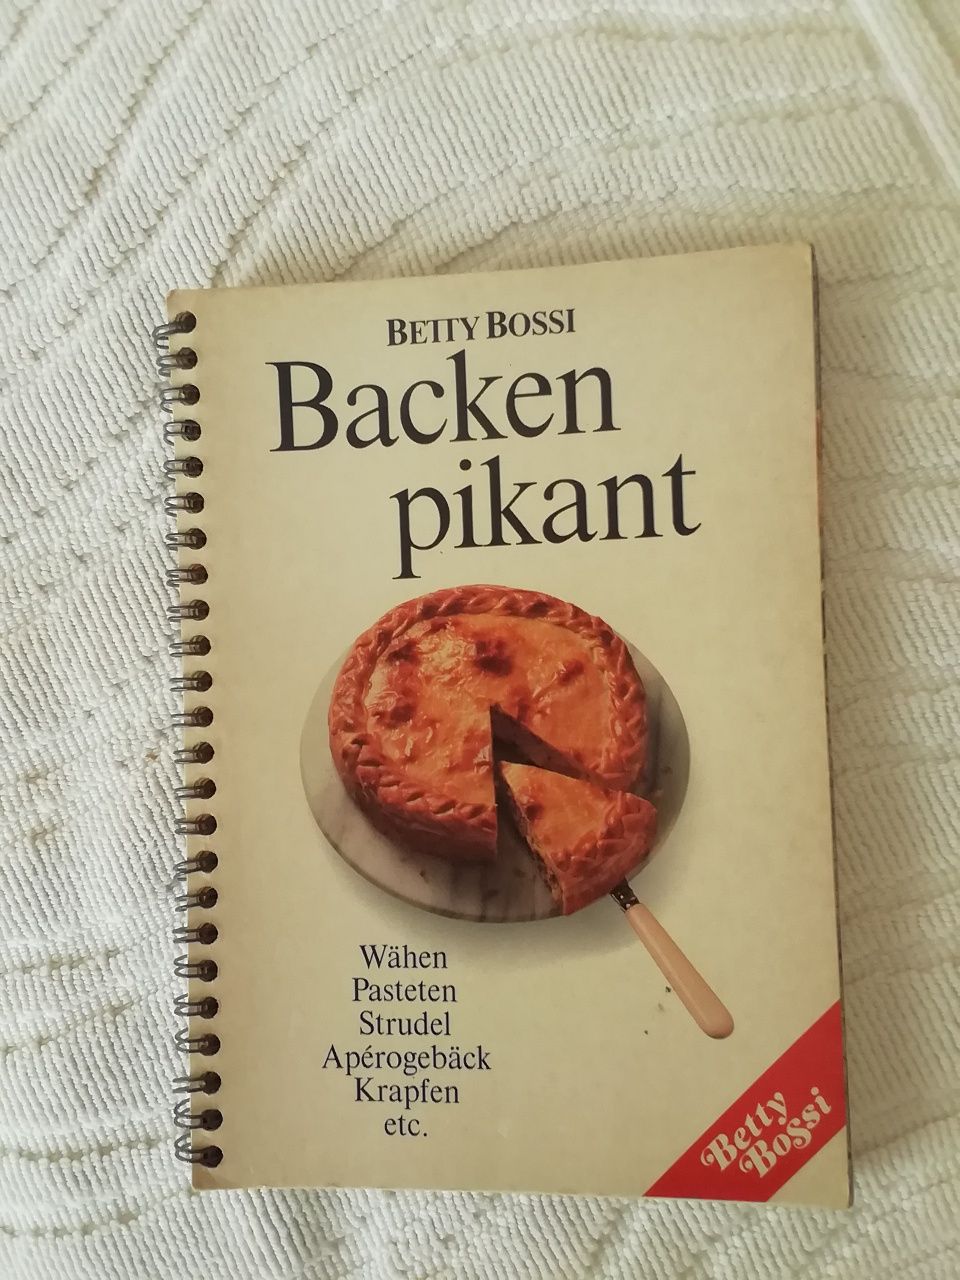 BETTY BOSSI
Backen
pikant
Wähen
Pasteten
Strudel
Apérogebäck
Krapfen
etc.
Betty
Bossi